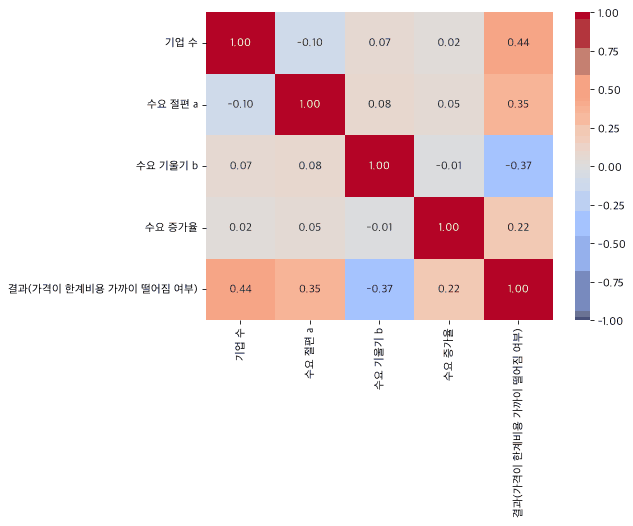 기업 수
1.00 -0.10 0.07 0.02 0.44
수요 절편 a
-0.10 1.00 0.08 0.05 0.35
수요 기울기 b
0.07 0.08 1.00 -0.01 -0.37
수요 증가율
0.02 0.05 -0.01 1.00 0.22
결과(가격이 한계비용 가까이 떨어짐 여부)
0.44 0.35 -0.37 0.22 1.00
기업 수
수요 절편 a
수요 기울기 b
수요 증가율
결과(가격이 한계비용 가까이 떨어짐 여부)
1.00
0.75
0.50
0.25
0.00
-0.25
-0.50
-0.75
-1.00